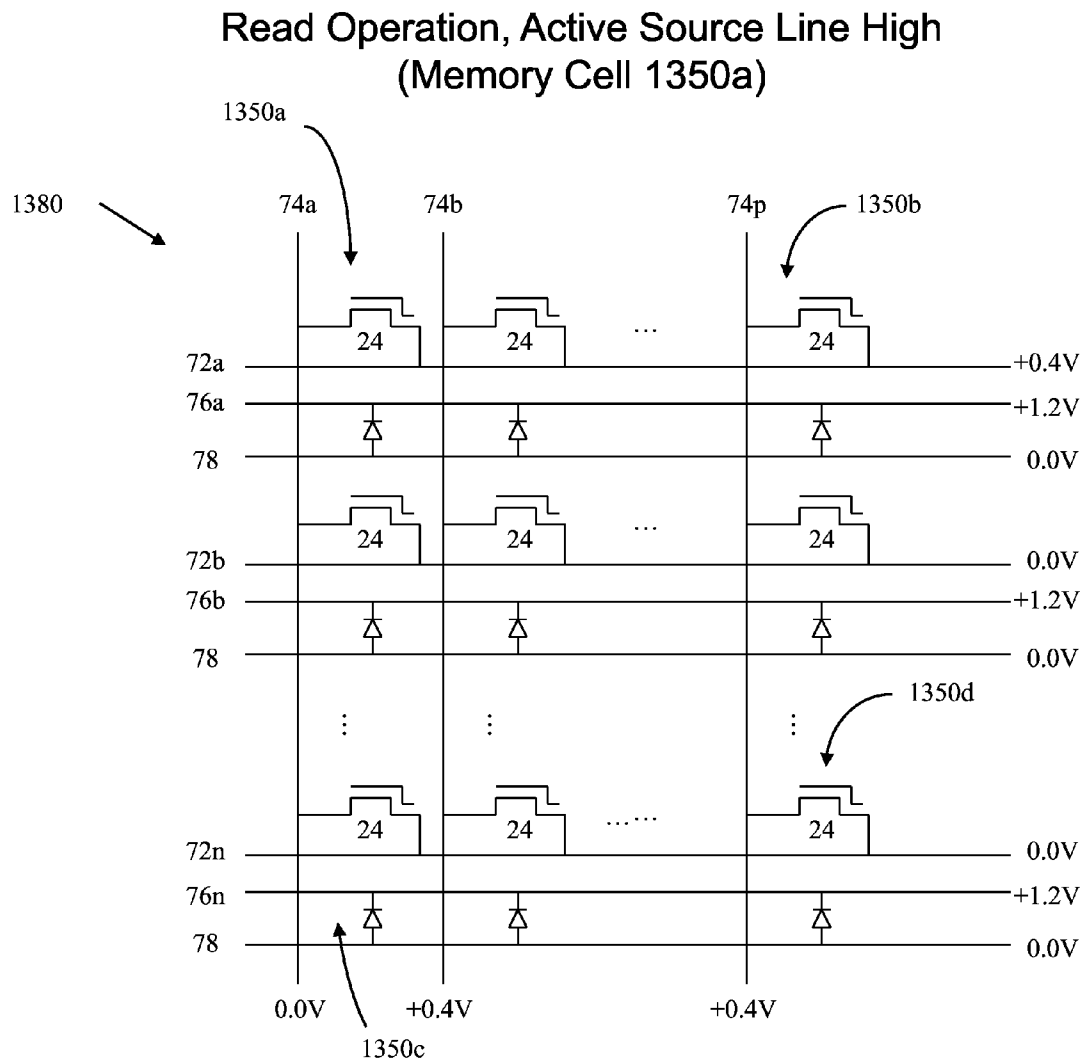 Read Operation, Active Source Line High
(Memory Cell 1350a)
1350a
1380
74a 74b 74p 1350b
24 24 … 24
72a +0.4V
76a +1.2V
78 0.0V
24 24 … 24
72b 0.0V
76b +1.2V
78 0.0V
1350d
⋮ ⋮ ⋮
24 24 …… 24
72n 0.0V
76n +1.2V
78 0.0V
0.0V +0.4V +0.4V
1350c